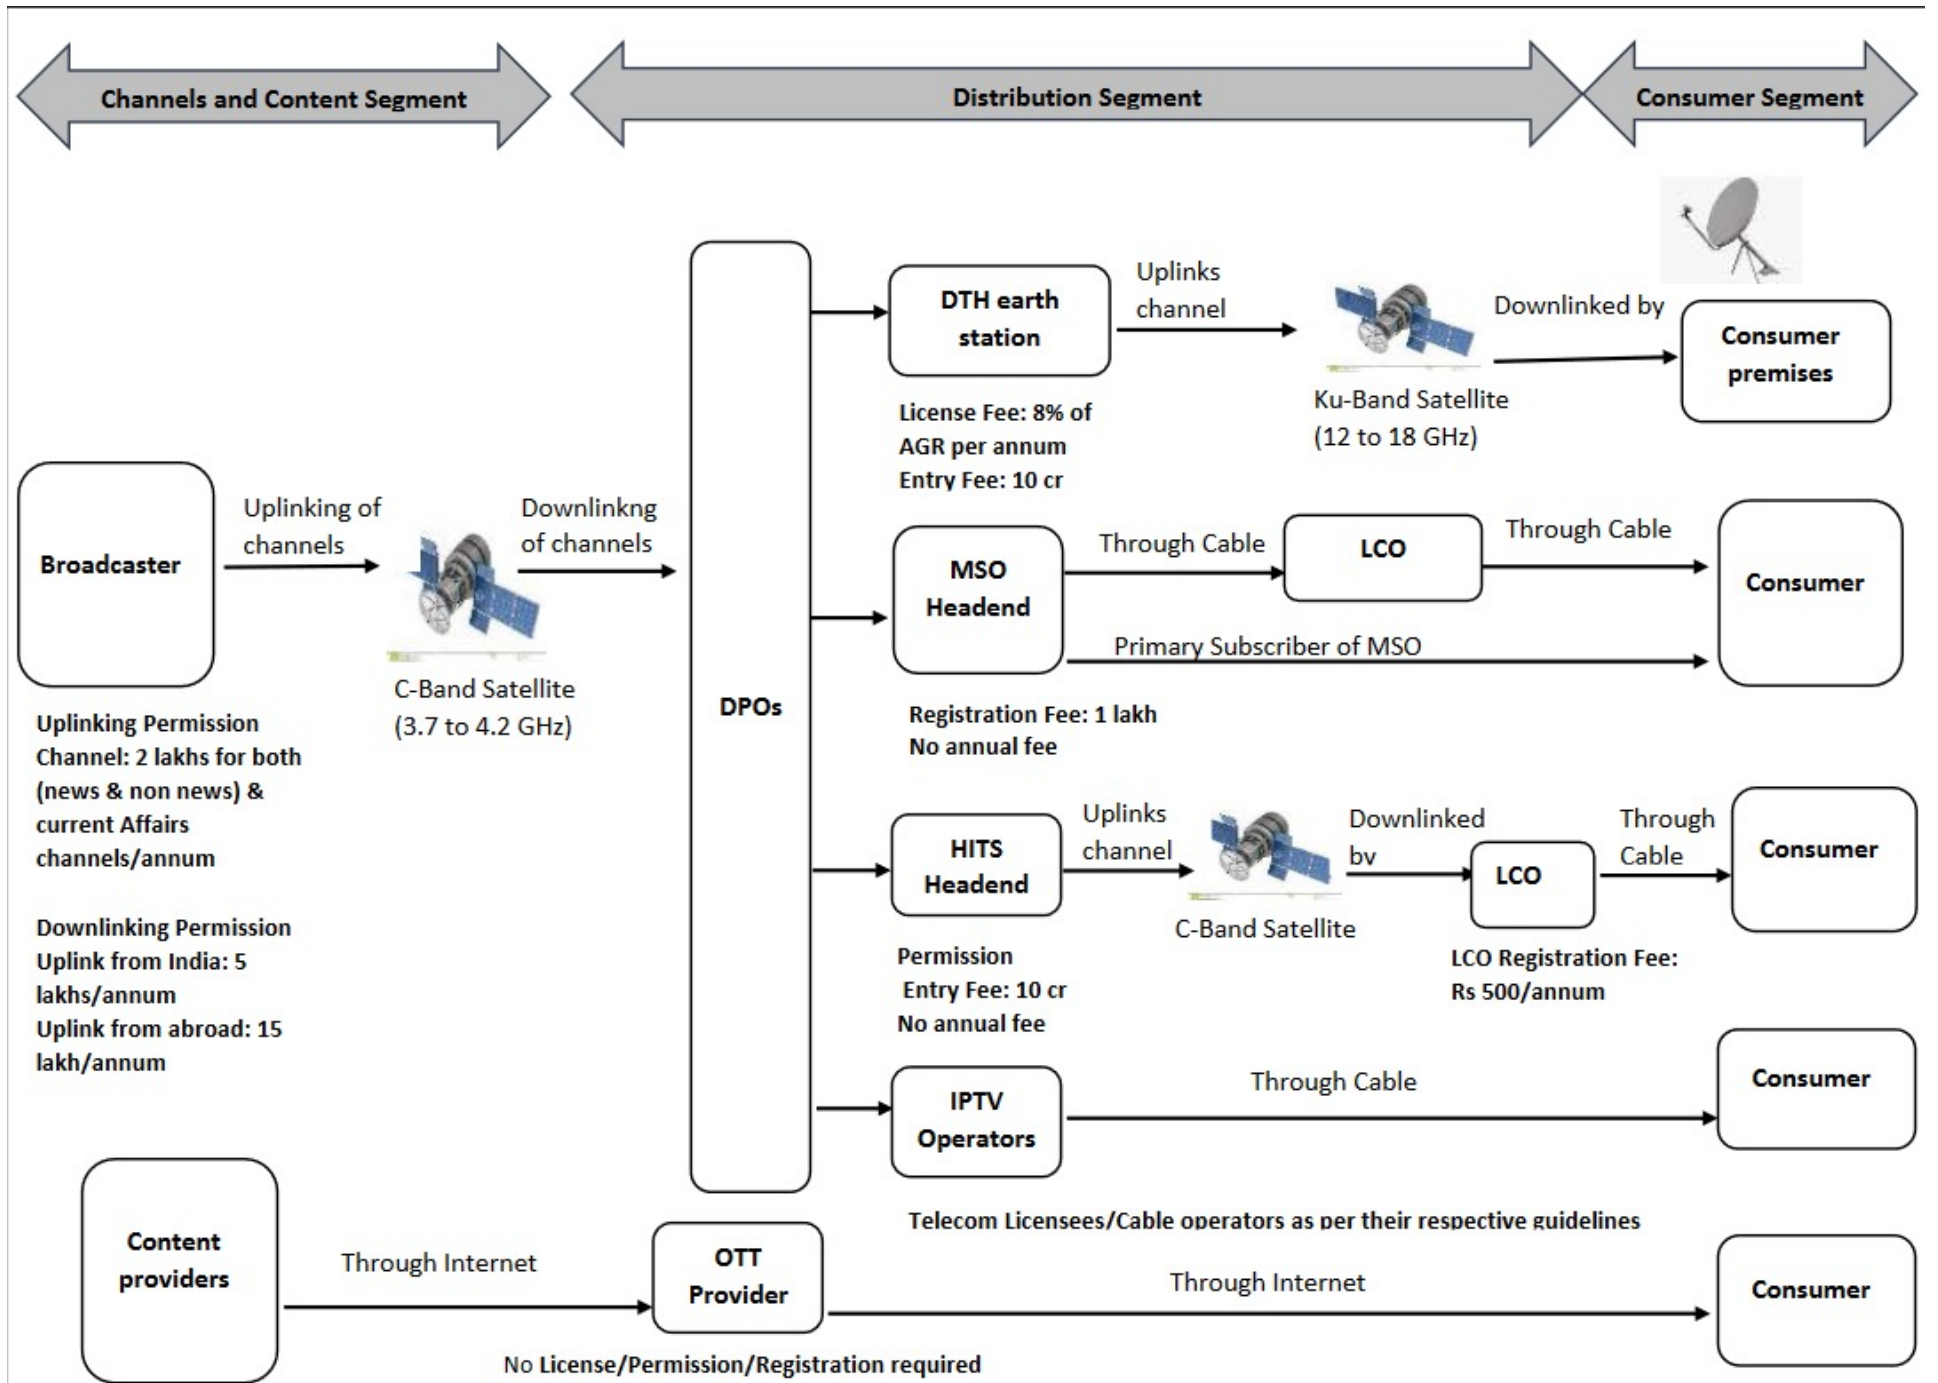 Channels and Content Segment
Distribution Segment
Consumer Segment
DTH earth
station
Uplinks
channel
Ku-Band Satellite
(12 to 18 GHz)
Downlinked by
Consumer
premises
License Fee: 8% of
AGR per annum
Entry Fee: 10 cr
Broadcaster
Uplinking of
channels
C-Band Satellite
(3.7 to 4.2 GHz)
Downlinkng
of channels
DPOs
MSO
Headend
Through Cable
LCO
Through Cable
Consumer
Primary Subscriber of MSO
Registration Fee: 1 lakh
No annual fee
Uplinking Permission
Channel: 2 lakhs for both
(news & non news) &
current Affairs
channels/annum
Downlinking Permission
Uplink from India: 5
lakhs/annum
Uplink from abroad: 15
lakh/annum
HITS
Headend
Uplinks
channel
C-Band Satellite
Downlinked
by
LCO
Through
Cable
Consumer
Permission
Entry Fee: 10 cr
No annual fee
LCO Registration Fee:
Rs 500/annum
IPTV
Operators
Through Cable
Consumer
Telecom Licensees/Cable operators as per their respective guidelines
Content
providers
Through Internet
OTT
Provider
Through Internet
Consumer
No License/Permission/Registration required